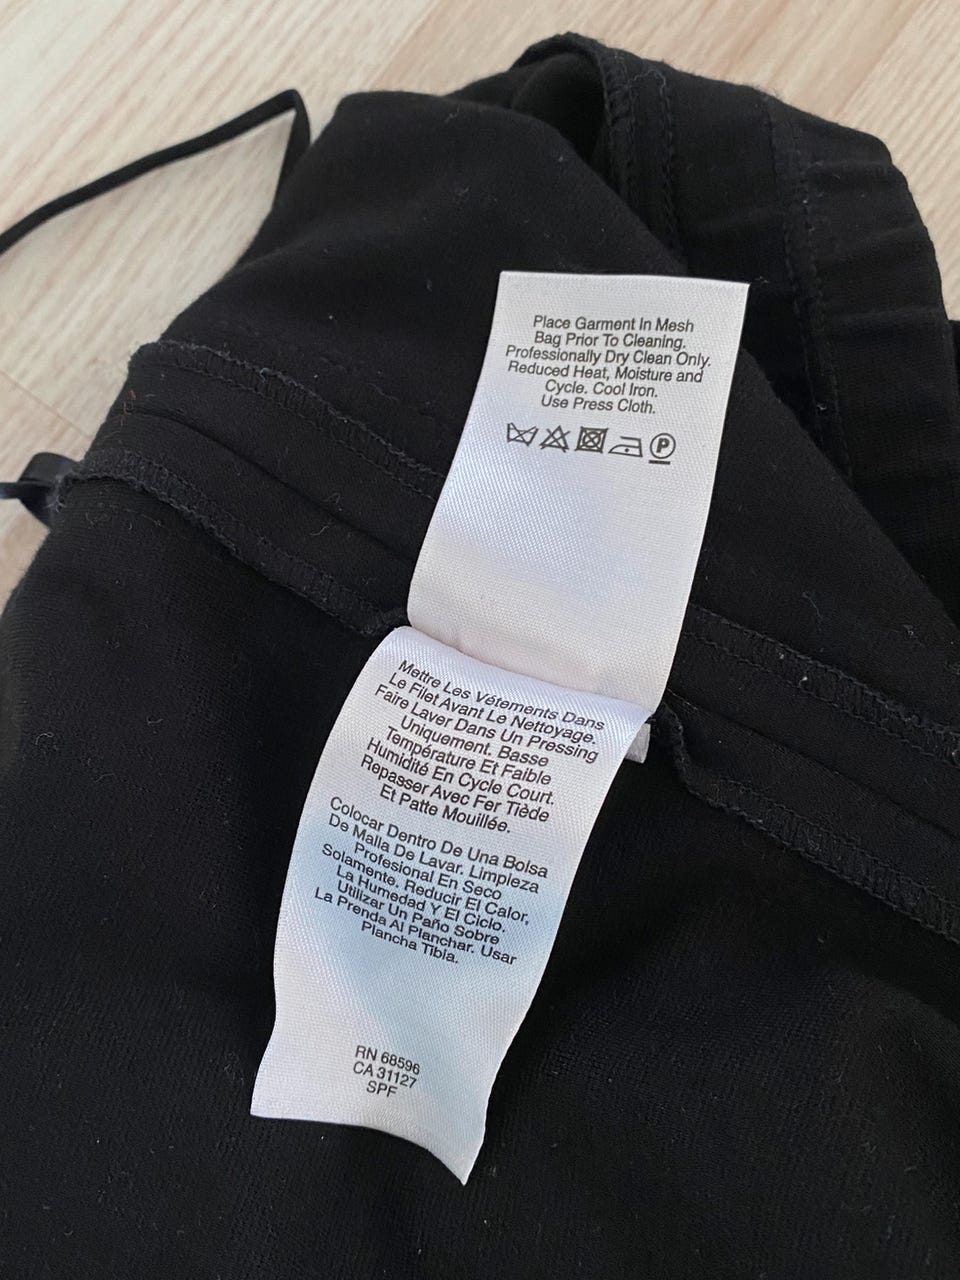 Place Garment In Mesh
Bag Prior To Cleaning.
Professionally Dry Clean Only.
Reduced Heat, Moisture and
Cycle. Cool Iron.
Use Press Cloth.
P
Mettre Les Vétements Dans
Le Filet Avant Le Nettoyage.
Faire Laver Dans Un Pressing
Uniquement. Basse
Température Et Faible
Humidité En Cycle Court.
Repasser Avec Fer Tiède
Et Patte Mouillée.
Colocar Dentro De Una Bolsa
De Malla De Lavar. Limpieza
Profesional En Seco
Solamente. Reducir El Calor,
La Humedad Y El Ciclo.
Utilizar Un Paño Sobre
La Prenda Al Planchar. Usar
Plancha Tibia.
RN 68596
CA 31127
SPF